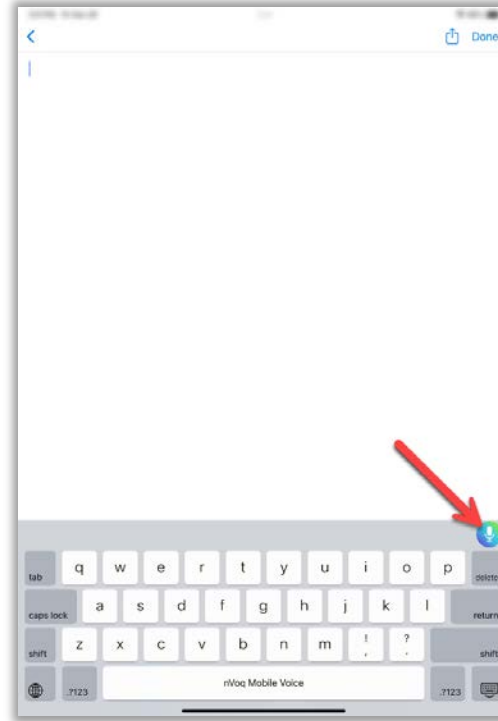 Done
q w e r t y u i o p
tab delete
a s d f g h j k l
caps lock return
z x c v b n m ! , ? .
shift shift
.?123 nVoq Mobile Voice .?123